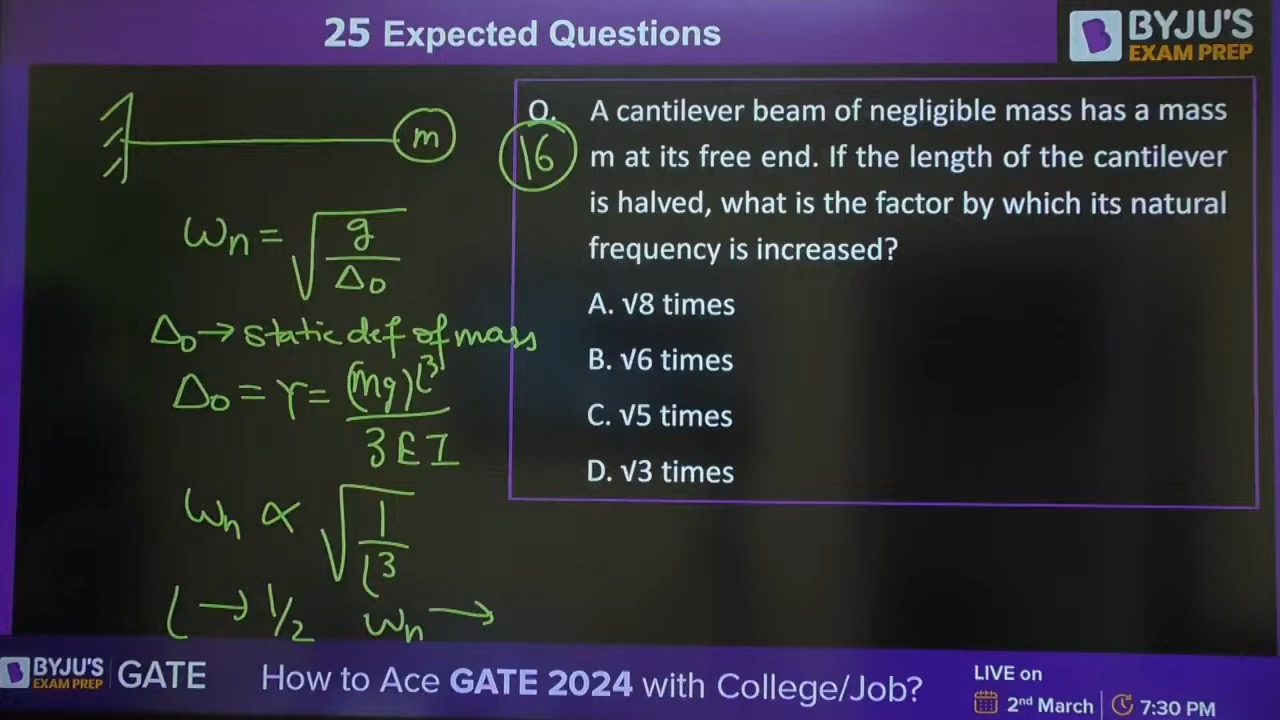 25 Expected Questions
BYJU'S
EXAM PREP
m
ωn = √(g/Δ₀)
Δ₀ → static def of mass
Δ₀ = Y = (mg)l³/3EI
ωn ∝ √(1/l³)
l → 1/2 ωn →
Q. A cantilever beam of negligible mass has a mass
16 m at its free end. If the length of the cantilever
is halved, what is the factor by which its natural
frequency is increased?
A. √8 times
B. √6 times
C. √5 times
D. √3 times
BYJU'S
EXAM PREP
GATE
How to Ace GATE 2024 with College/Job?
LIVE on
2nd March
7:30 PM